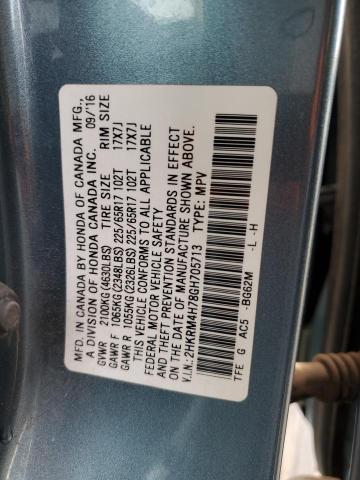 MFD. IN CANADA BY HONDA OF CANADA MFG.,
A DIVISION OF HONDA CANADA INC. 09/'16
GVWR 2100KG(4630LBS) TIRE SIZE RIM SIZE
GAWR F 1065KG(2348LBS) 225/65R17 102T 17X7J
GAWR R 1055KG(2326LBS) 225/65R17 102T 17X7J
THIS VEHICLE CONFORMS TO ALL APPLICABLE
FEDERAL MOTOR VEHICLE SAFETY
AND THEFT PREVENTION STANDARDS IN EFFECT
ON THE DATE OF MANUFACTURE SHOWN ABOVE.
V.I.N.: 2HKRM4H78GH705713 TYPE: MPV
TFE G AC5 -BG62M -L -H